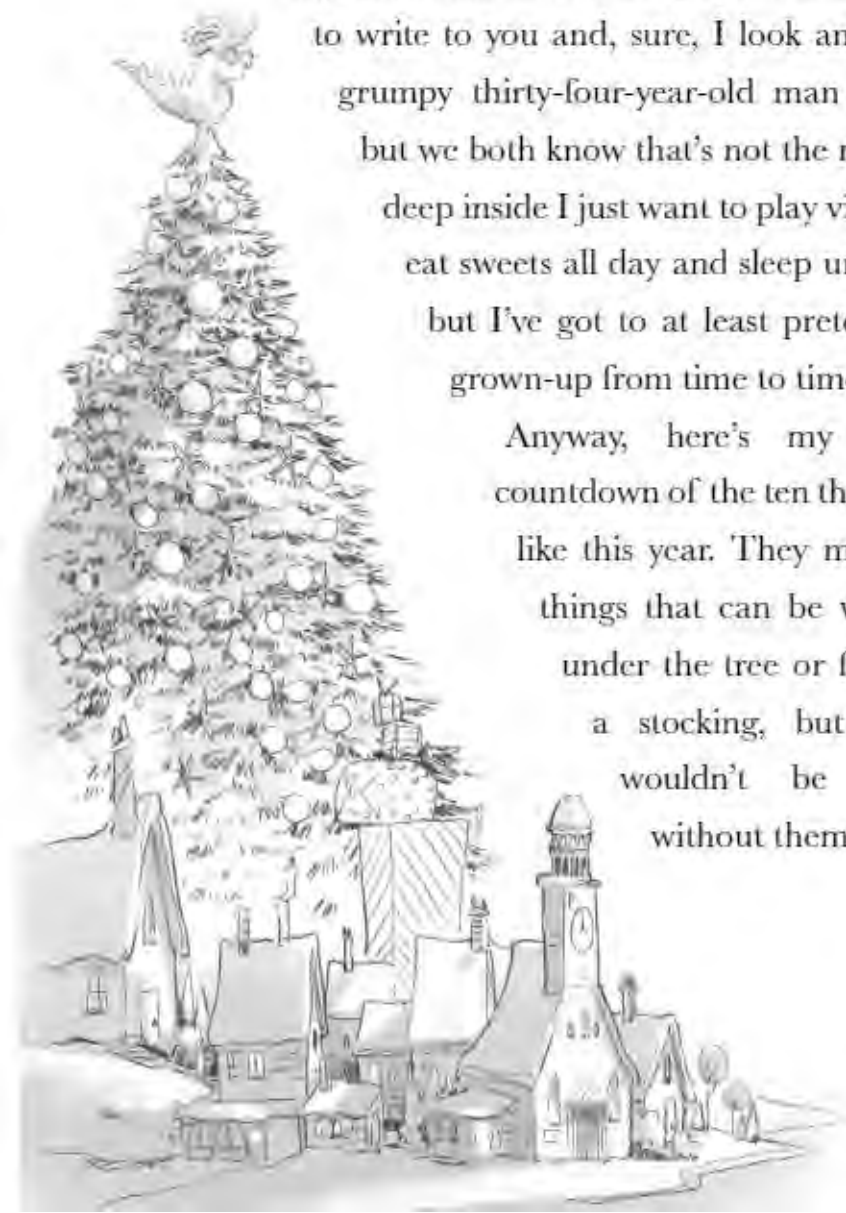 to write to you and, sure, I look
grumpy thirty-four-year-old man
but we both know that's not the
deep inside I just want to play
eat sweets all day and sleep
but I've got to at least
grown-up from time to
Anyway, here's my
countdown of the ten
like this year. They
things that can be
under the tree or
a stocking, but
wouldn't be
without them